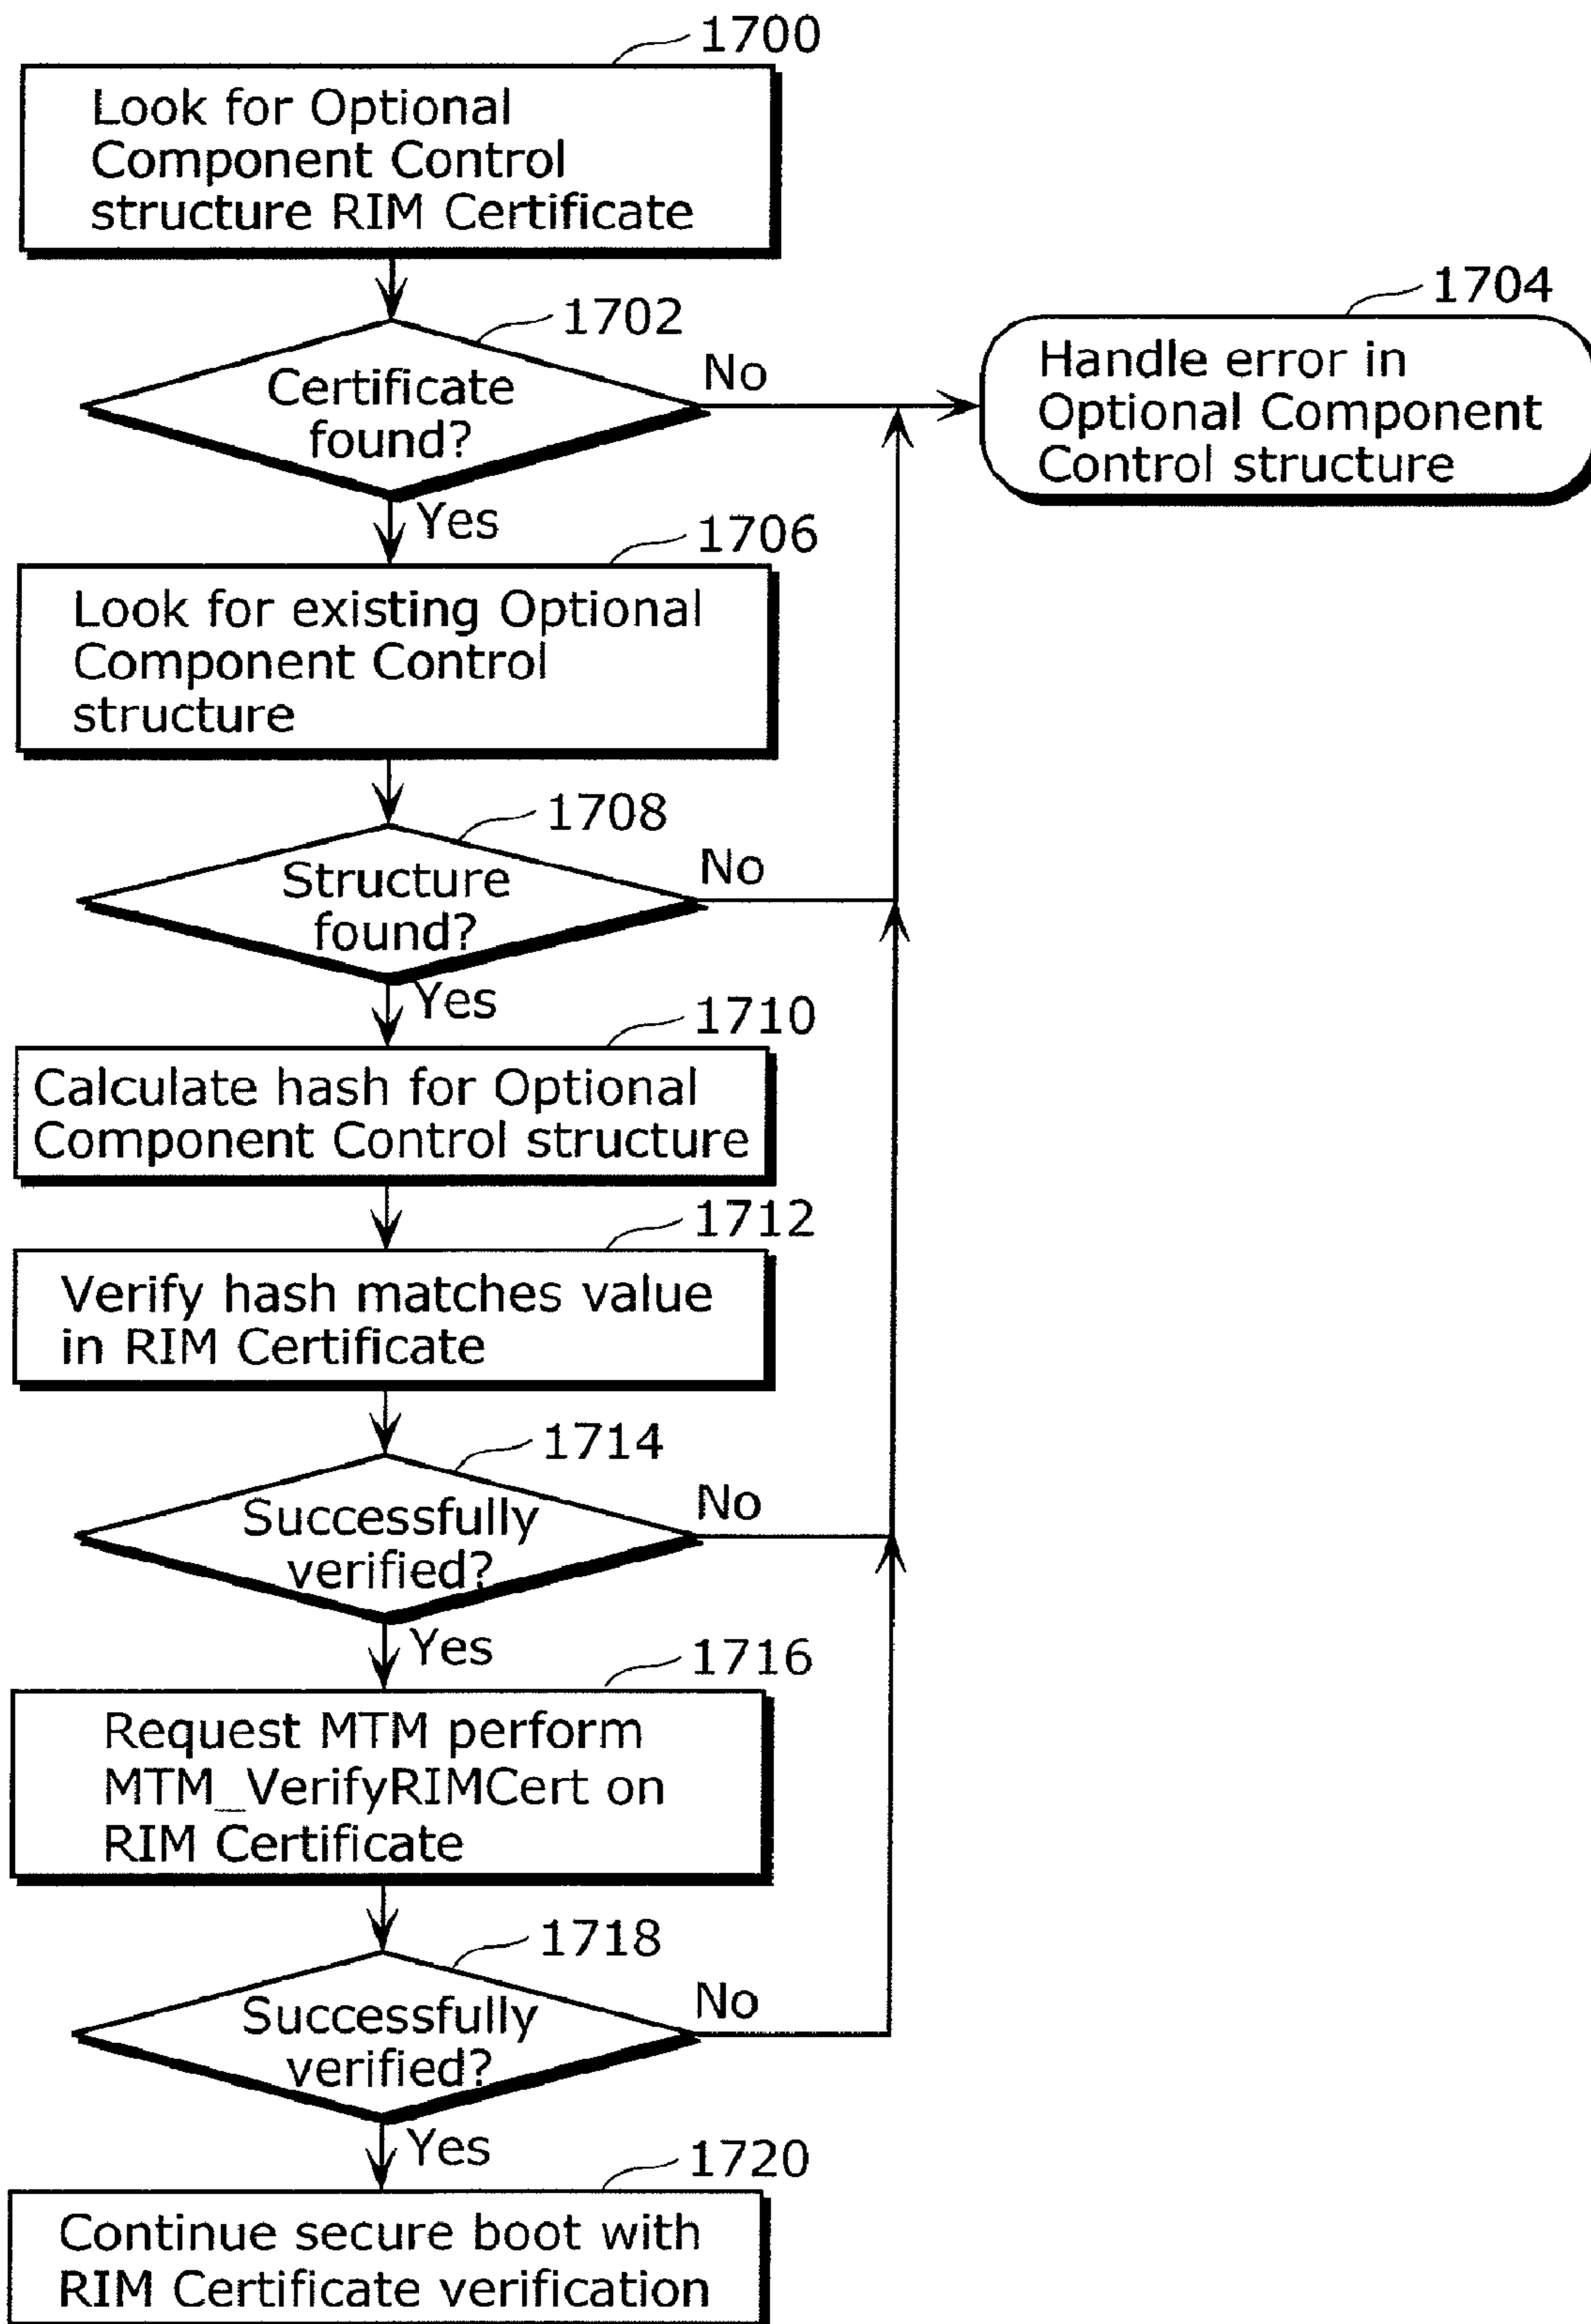 1700
Look for Optional
Component Control
structure RIM Certificate
1702
Certificate
found?
No
1704
Handle error in
Optional Component
Control structure
Yes
1706
Look for existing Optional
Component Control
structure
1708
Structure
found?
No
Yes
1710
Calculate hash for Optional
Component Control structure
1712
Verify hash matches value
in RIM Certificate
1714
Successfully
verified?
No
Yes
1716
Request MTM perform
MTM_VerifyRIMCert on
RIM Certificate
1718
Successfully
verified?
No
Yes
1720
Continue secure boot with
RIM Certificate verification